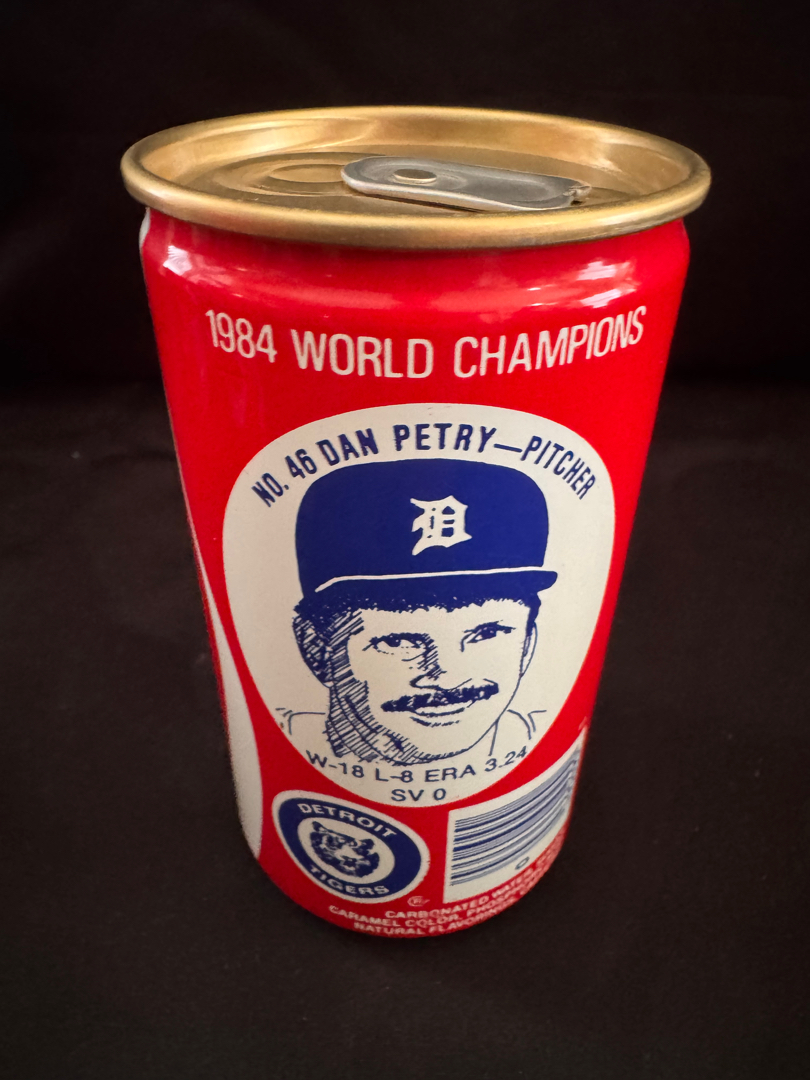 1984 WORLD CHAMPIONS
NO. 46 DAN PETRY—PITCHER
D
W-18 L-8 ERA 3.24
SV 0
DETROIT
TIGERS
0
CARBONATED WATER,
CARAMEL COLOR,
NATURAL